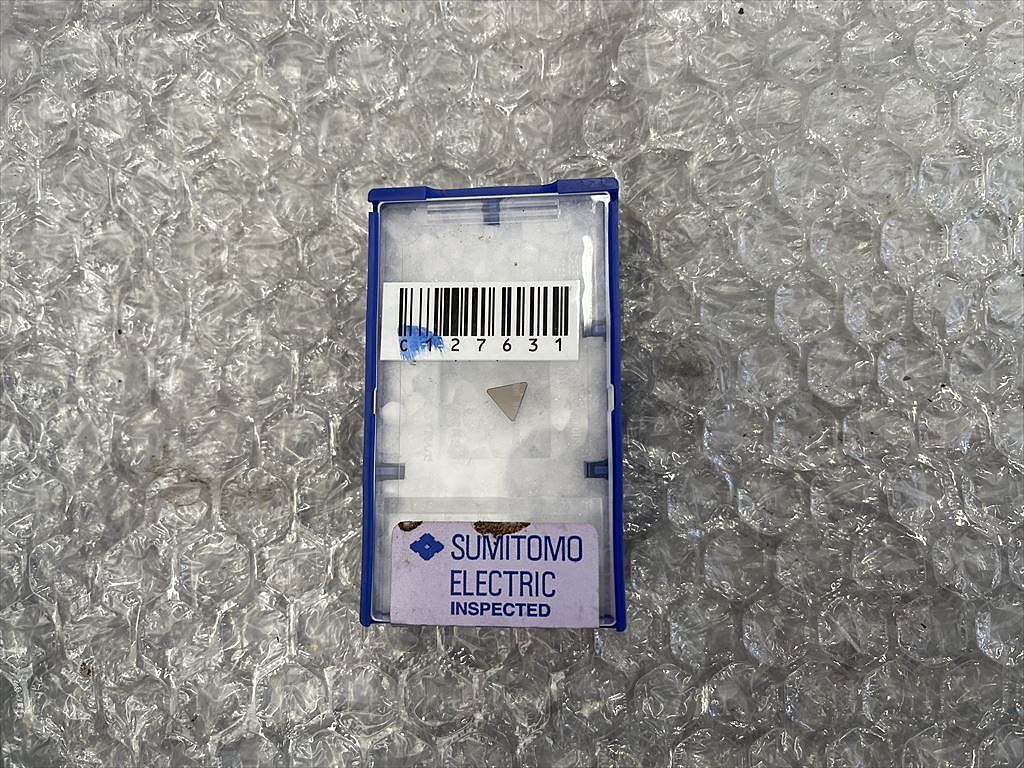 C127631
SUMITOMO
ELECTRIC
INSPECTED